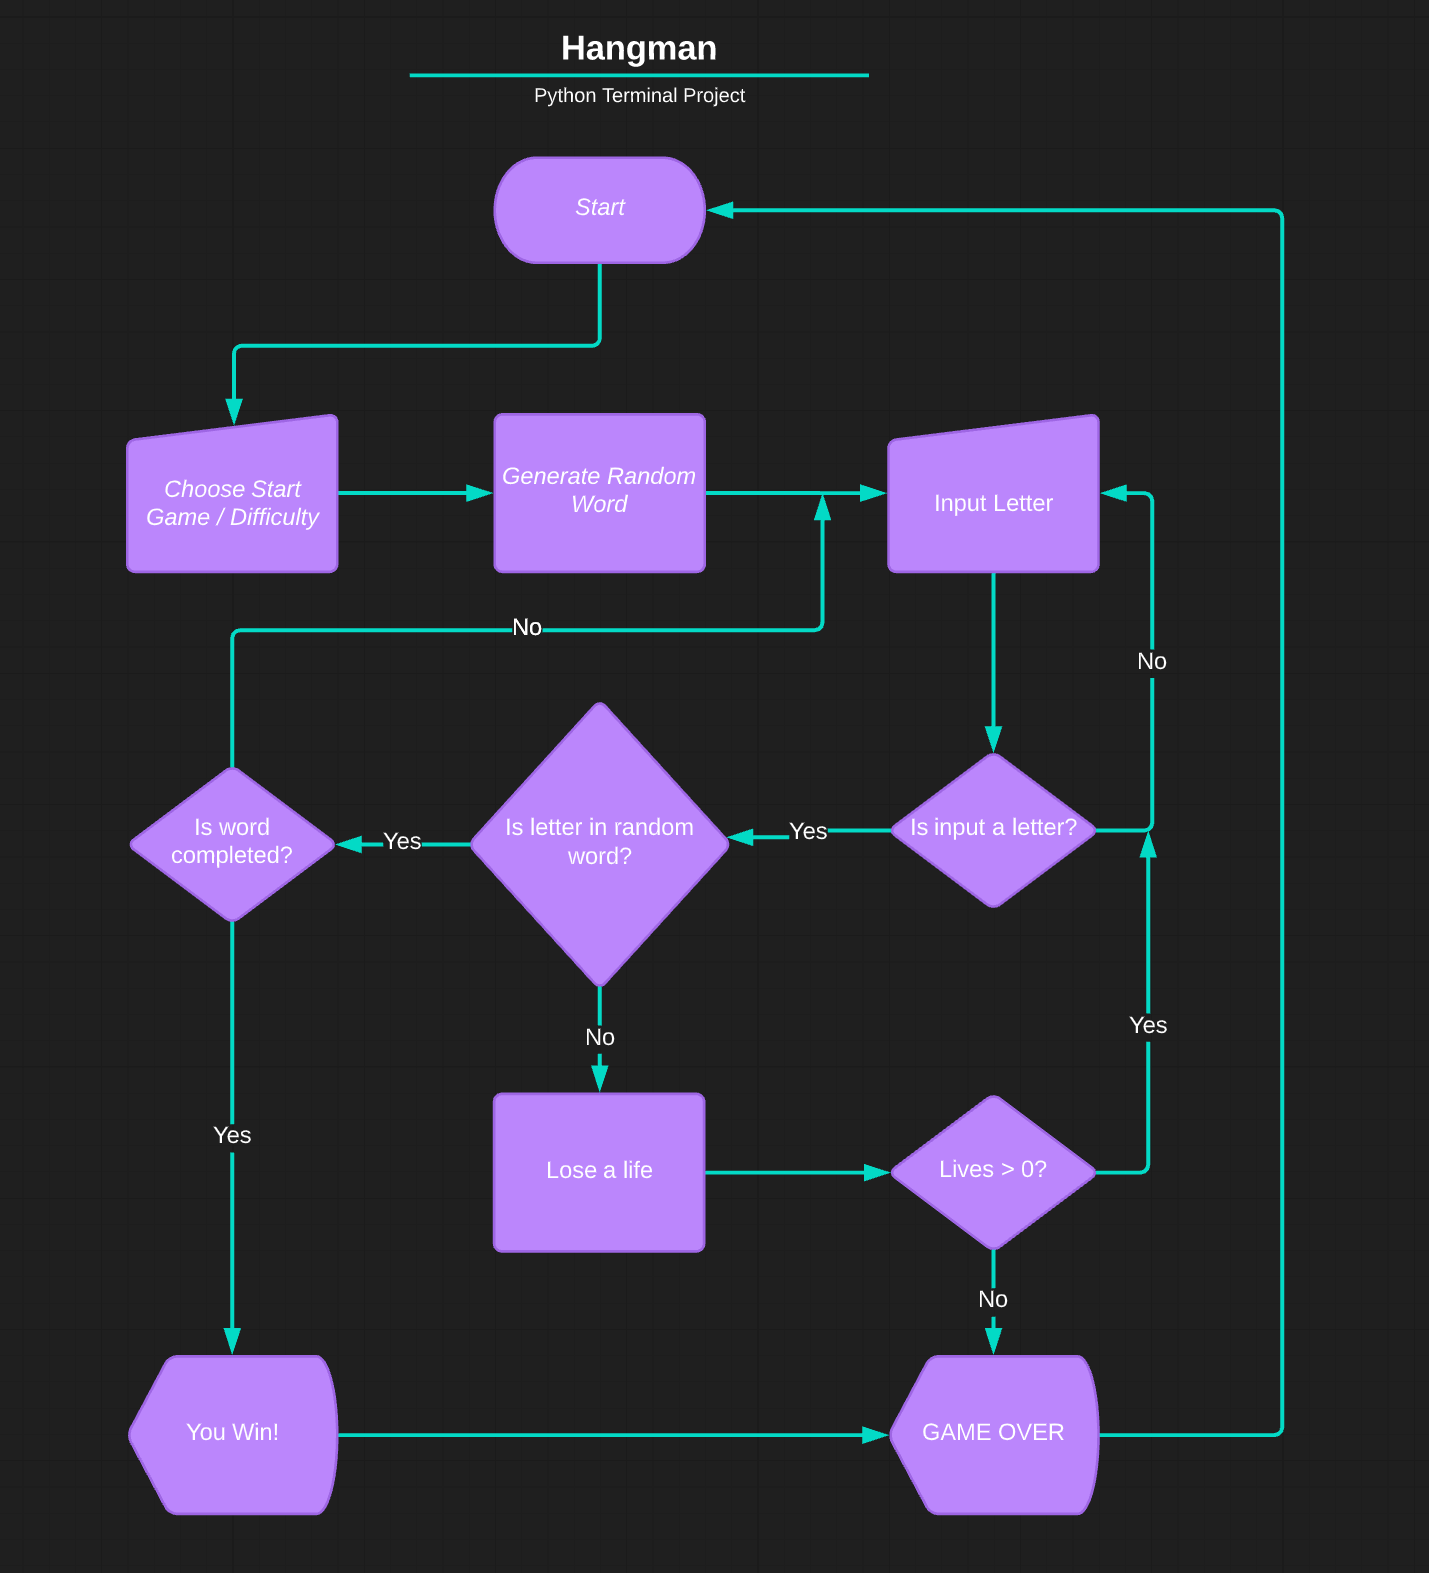 Hangman
Python Terminal Project
Start
Choose Start
Game / Difficulty
Generate Random
Word
Input Letter
No
No
Is word
completed?
Yes
Is letter in random
word?
Yes
Is input a letter?
No
Yes
Yes
Lose a life
Lives > 0?
No
You Win!
GAME OVER